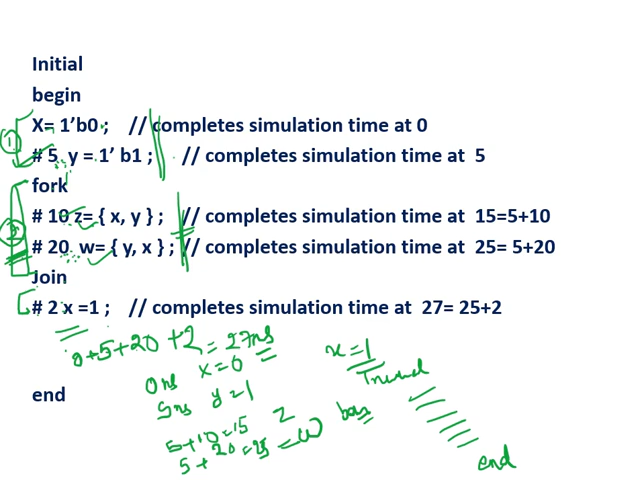 Initial
begin
X= 1'b0 ; // completes simulation time at 0
① # 5 y = 1' b1 ; // completes simulation time at 5
fork
# 10 z= { x, y } ; // completes simulation time at 15=5+10
# 20 w= { y, x } ; // completes simulation time at 25= 5+20
Join
# 2 x =1 ; // completes simulation time at 27= 25+2
0+5+20+2=27ns
0ns x=0
5ns y=1
5+10=15 z
5+20=25 =w
x=1
end
end